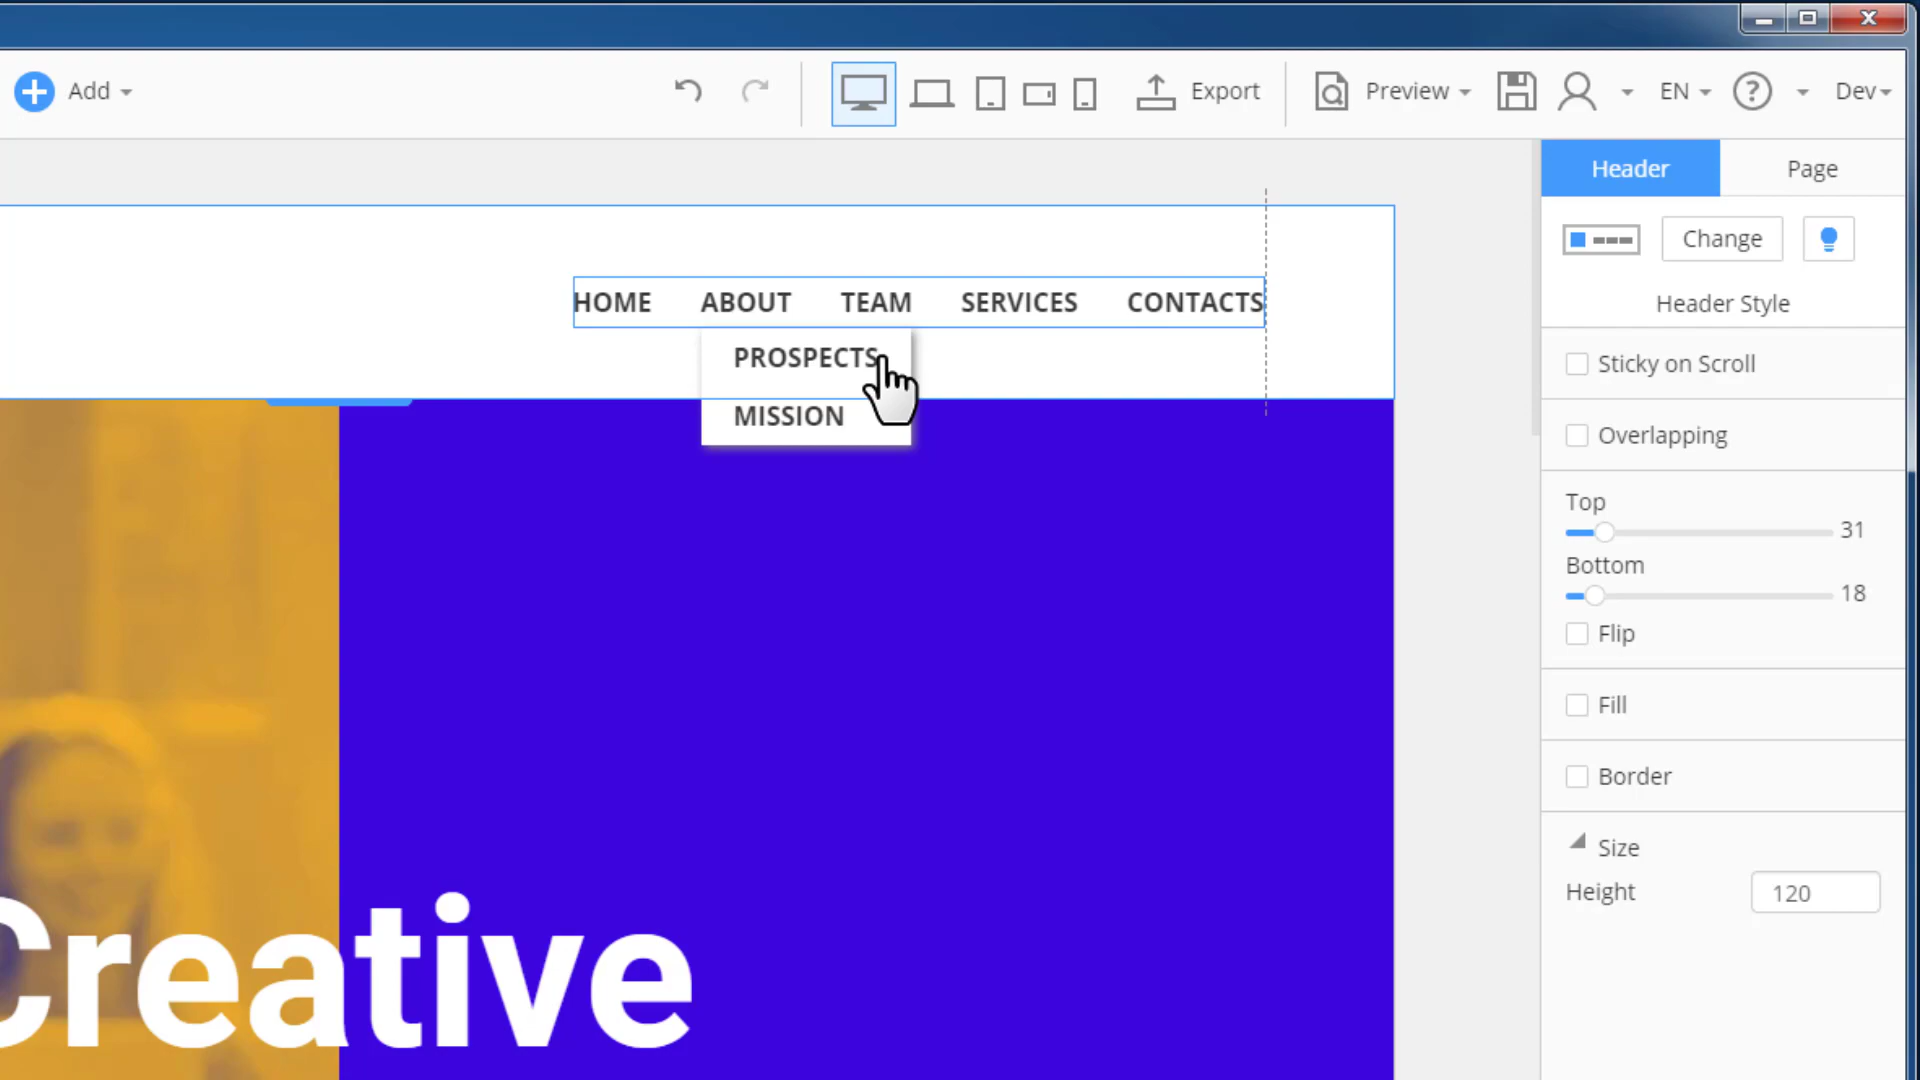 Add
Export
Preview
EN
Dev
Header
Page
Change
Header Style
HOME
ABOUT
TEAM
SERVICES
CONTACTS
PROSPECTS
MISSION
Sticky on Scroll
Overlapping
Top
31
Bottom
18
Flip
Fill
Border
Size
Height
120
Creative